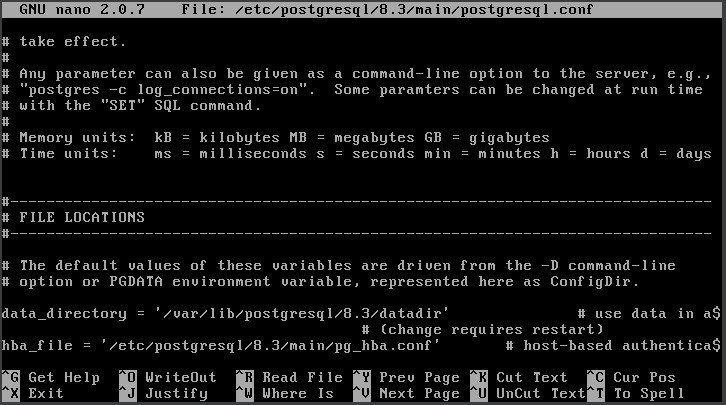 GNU nano 2.0.7    File: /etc/postgresql/8.3/main/postgresql.conf
# take effect.
#
# Any parameter can also be given as a command-line option to the server, e.g.,
# "postgres -c log_connections=on".  Some paramters can be changed at run time
# with the "SET" SQL command.
#
# Memory units:  kB = kilobytes MB = megabytes GB = gigabytes
# Time units:    ms = milliseconds s = seconds min = minutes h = hours d = days
#------------------------------------------------------------------------------
# FILE LOCATIONS
#------------------------------------------------------------------------------
# The default values of these variables are driven from the -D command-line
# option or PGDATA environment variable, represented here as ConfigDir.
data_directory = '/var/lib/postgresql/8.3/datadir'              # use data in a$
# (change requires restart)
hba_file = '/etc/postgresql/8.3/main/pg_hba.conf'       # host-based authentica$
^G Get Help  ^O WriteOut  ^R Read File ^Y Prev Page ^K Cut Text  ^C Cur Pos
^X Exit      ^J Justify   ^W Where Is  ^V Next Page ^U UnCut Text^T To Spell